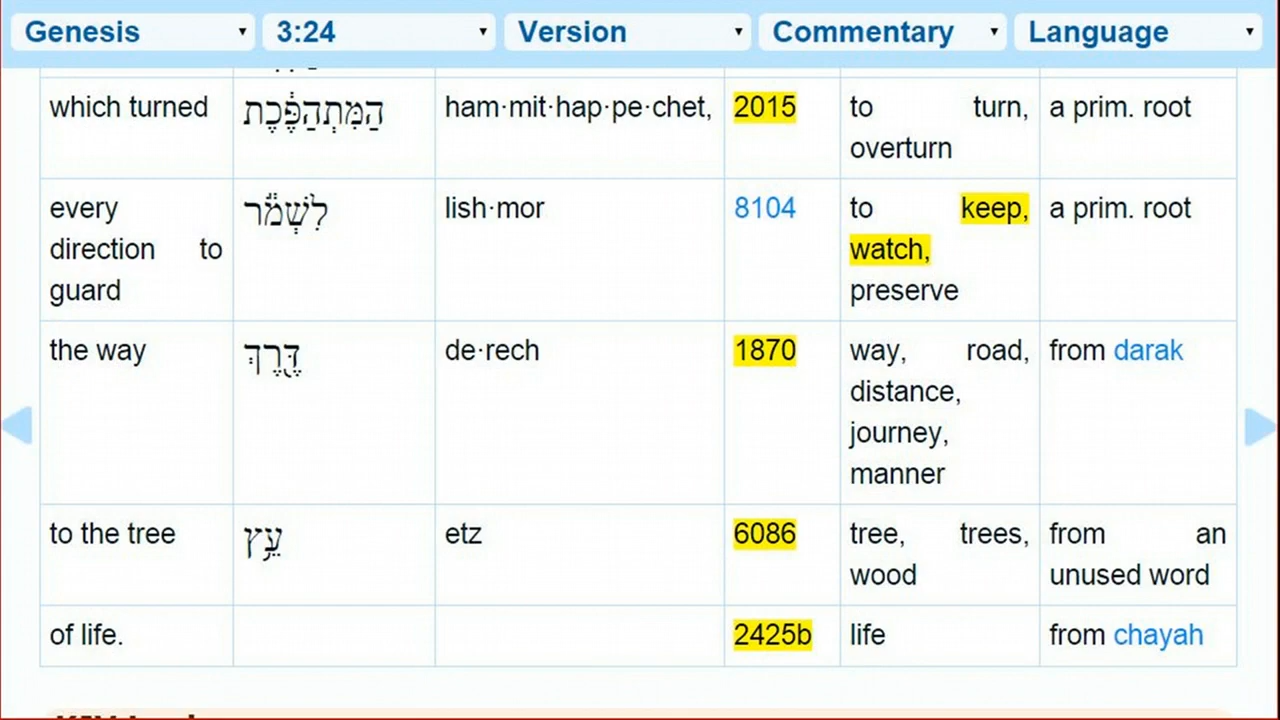 Genesis 3:24 Version Commentary Language
which turned הַמִּתְהַפֶּ֔כֶת ham·mit·hap·pe·chet, 2015 to turn, a prim. root
overturn
every לִשְׁמֹ֕ר lish·mor 8104 to keep, a prim. root
direction to watch,
guard preserve
the way דֶּ֖רֶךְ de·rech 1870 way, road, from darak
distance,
journey,
manner
to the tree עֵ֥ץ etz 6086 tree, trees, from an
wood unused word
of life. 2425b life from chayah